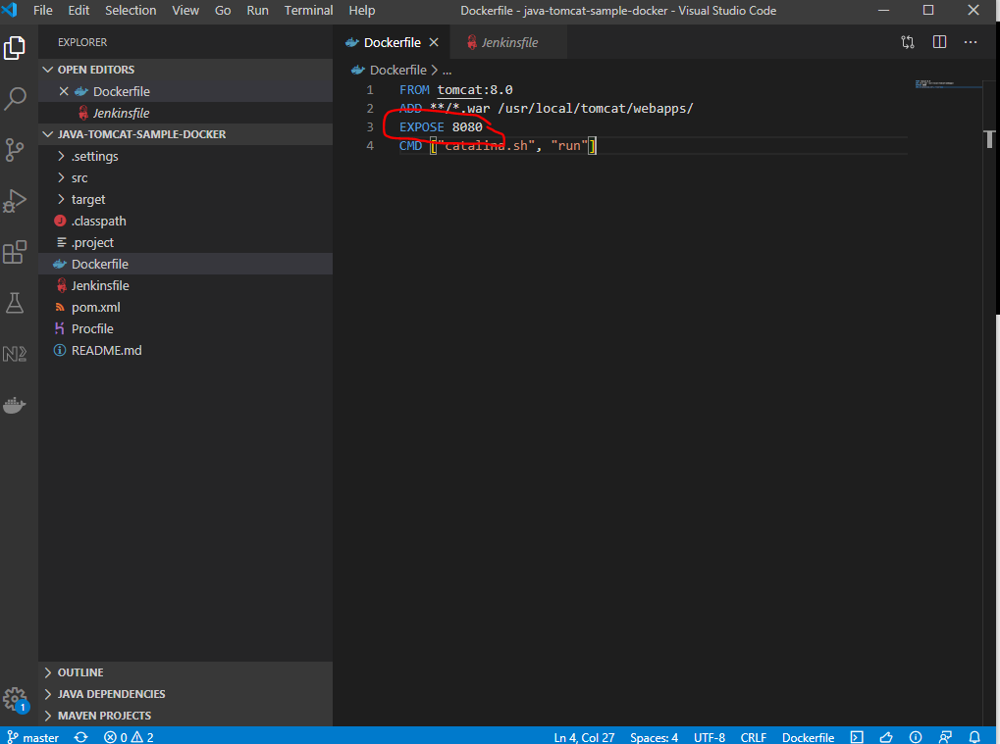 File Edit Selection View Go Run Terminal Help Dockerfile - java-tomcat-sample-docker - Visual Studio Code
EXPLORER
OPEN EDITORS
Dockerfile
Jenkinsfile
JAVA-TOMCAT-SAMPLE-DOCKER
.settings
src
target
J .classpath
.project
Dockerfile
Jenkinsfile
pom.xml
Procfile
README.md
OUTLINE
JAVA DEPENDENCIES
MAVEN PROJECTS
Dockerfile Jenkinsfile
Dockerfile > ...
1 FROM tomcat:8.0
2 ADD **/*.war /usr/local/tomcat/webapps/
3 EXPOSE 8080
4 CMD ["catalina.sh", "run"]
1
master 0 2 Ln 4, Col 27 Spaces: 4 UTF-8 CRLF Dockerfile